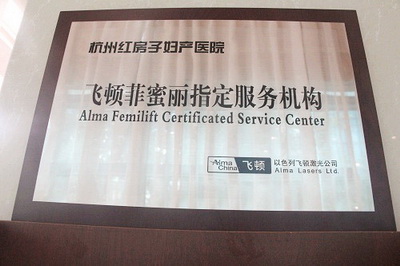 杭州红房子妇产医院
飞顿菲蜜丽指定服务机构
Alma Femilift Certificated Service Center
Alma China 飞顿 以色列飞顿激光公司
Alma Lasers Ltd.